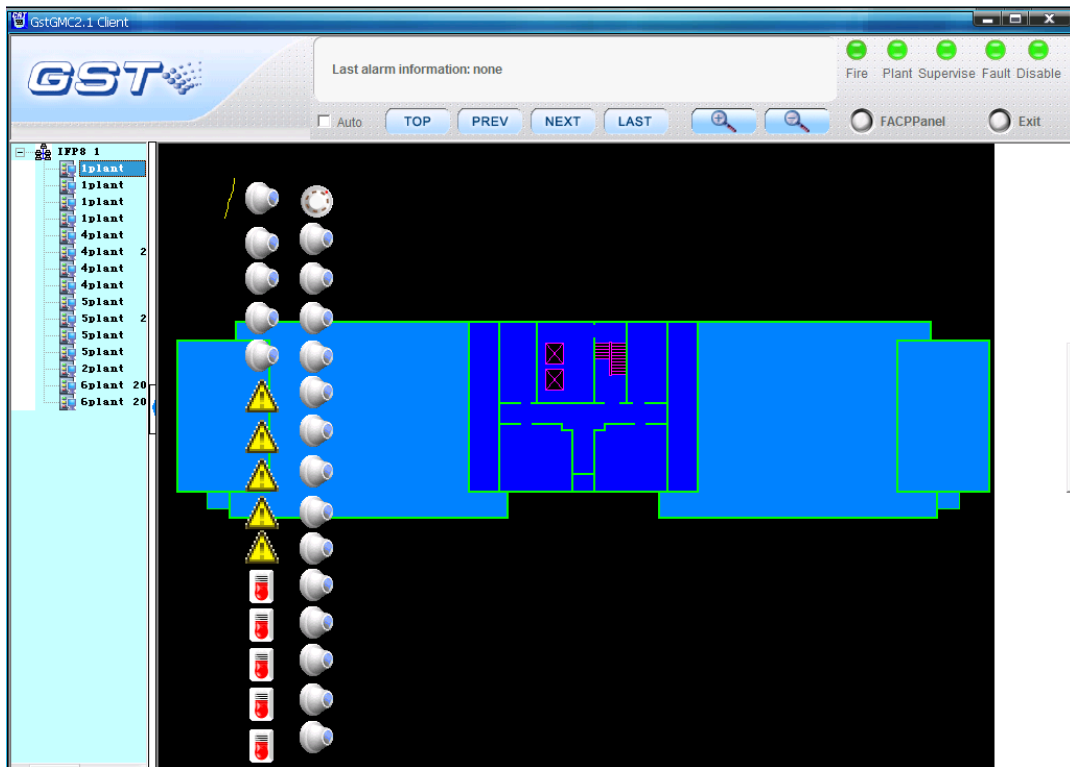 GstGMC2.1 Client
GST
Last alarm information: none
Fire Plant Supervise Fault Disable
Auto TOP PREV NEXT LAST FACPPanel Exit
IFP8 1
1plant
1plant
1plant
1plant
4plant
4plant 2
4plant
4plant
5plant
5plant 2
5plant
5plant
2plant
6plant 20
6plant 20